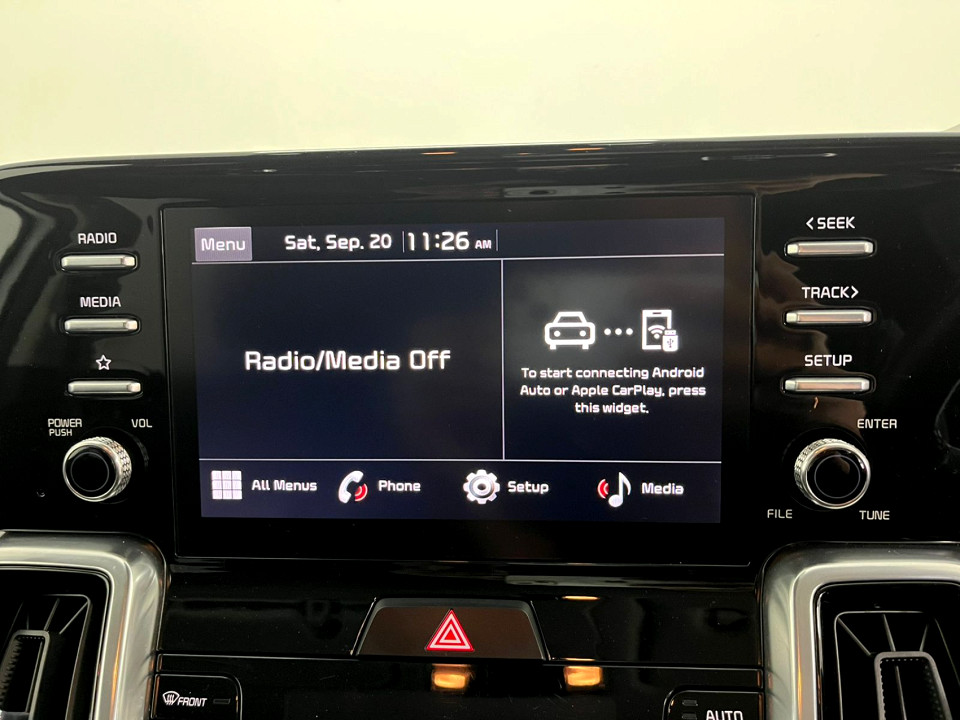 RADIO
MEDIA
POWER
PUSH
VOL
Menu
Sat, Sep. 20
11:26 AM
Radio/Media Off
To start connecting Android
Auto or Apple CarPlay, press
this widget.
All Menus
Phone
Setup
Media
<SEEK
TRACK>
SETUP
ENTER
FILE
TUNE
FRONT
AUTO